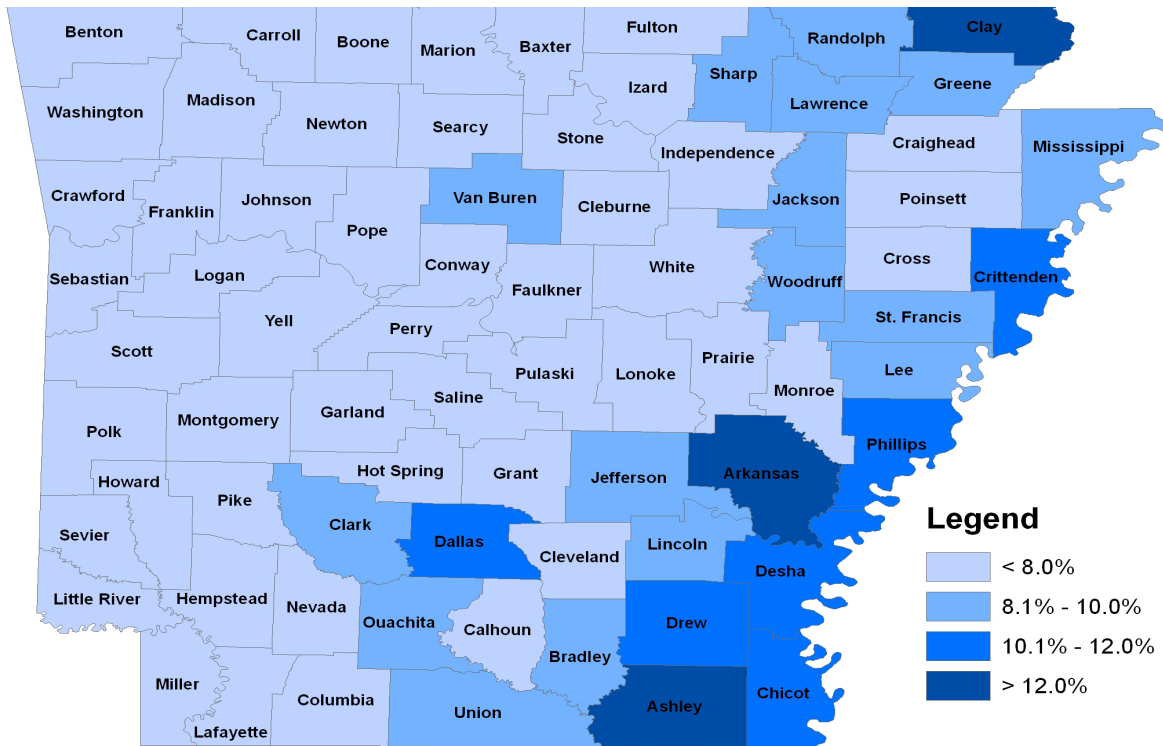 Benton
Carroll
Boone
Marion
Baxter
Fulton
Randolph
Clay
Sharp
Izard
Greene
Lawrence
Washington
Madison
Newton
Searcy
Stone
Independence
Craighead
Mississippi
Crawford
Franklin
Johnson
Pope
Van Buren
Cleburne
Jackson
Poinsett
Sebastian
Logan
Conway
Faulkner
White
Woodruff
Cross
Crittenden
Yell
Perry
St. Francis
Scott
Pulaski
Lonoke
Prairie
Monroe
Lee
Saline
Garland
Montgomery
Polk
Phillips
Hot Spring
Grant
Jefferson
Arkansas
Howard
Pike
Sevier
Clark
Dallas
Cleveland
Lincoln
Desha
Little River
Hempstead
Nevada
Ouachita
Calhoun
Drew
Bradley
Miller
Lafayette
Columbia
Union
Ashley
Chicot
Legend
< 8.0%
8.1% - 10.0%
10.1% - 12.0%
> 12.0%